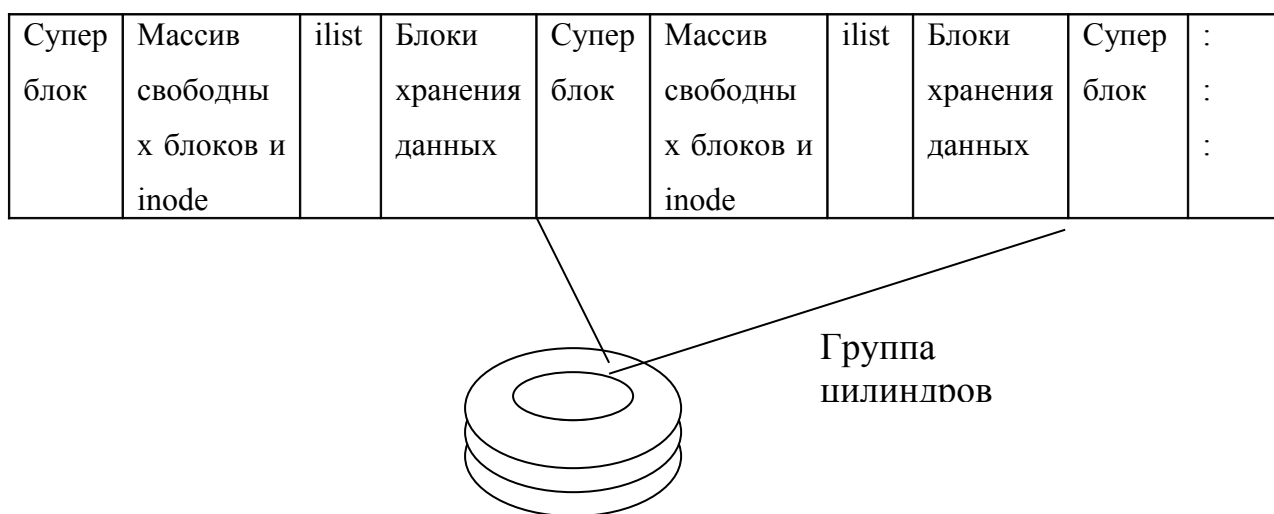 Супер Массив ilist Блоки Супер Массив ilist Блоки Супер :
блок свободны хранения блок свободны хранения блок :
х блоков и данных х блоков и данных :
inode inode
Группа
цилиндров